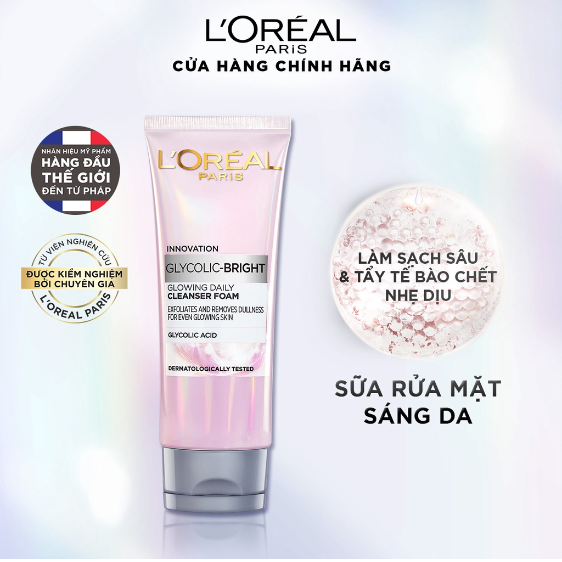 L'ORÉAL
PARIS
CỬA HÀNG CHÍNH HÃNG
NHÃN HIỆU MỸ PHẨM
HÀNG ĐẦU
THẾ GIỚI
ĐẾN TỪ PHÁP
TỪ VIỆN NGHIÊN CỨU
ĐƯỢC KIỂM NGHIỆM
BỞI CHUYÊN GIA
L'OREAL PARIS
L'ORÉAL
PARIS
INNOVATION
GLYCOLIC-BRIGHT
GLOWING DAILY
CLEANSER FOAM
EXFOLIATES AND REMOVES DULLNESS
FOR EVEN GLOWING SKIN
GLYCOLIC ACID
DERMATOLOGICALLY TESTED
LÀM SẠCH SÂU
& TẨY TẾ BÀO CHẾT
NHẸ DỊU
SỮA RỬA MẶT
SÁNG DA